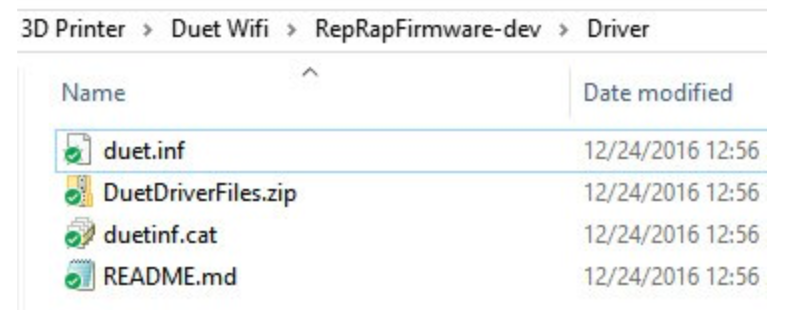 3D Printer > Duet Wifi > RepRapFirmware-dev > Driver
Name Date modified
duet.inf 12/24/2016 12:56
DuetDriverFiles.zip 12/24/2016 12:56
duetinf.cat 12/24/2016 12:56
README.md 12/24/2016 12:56